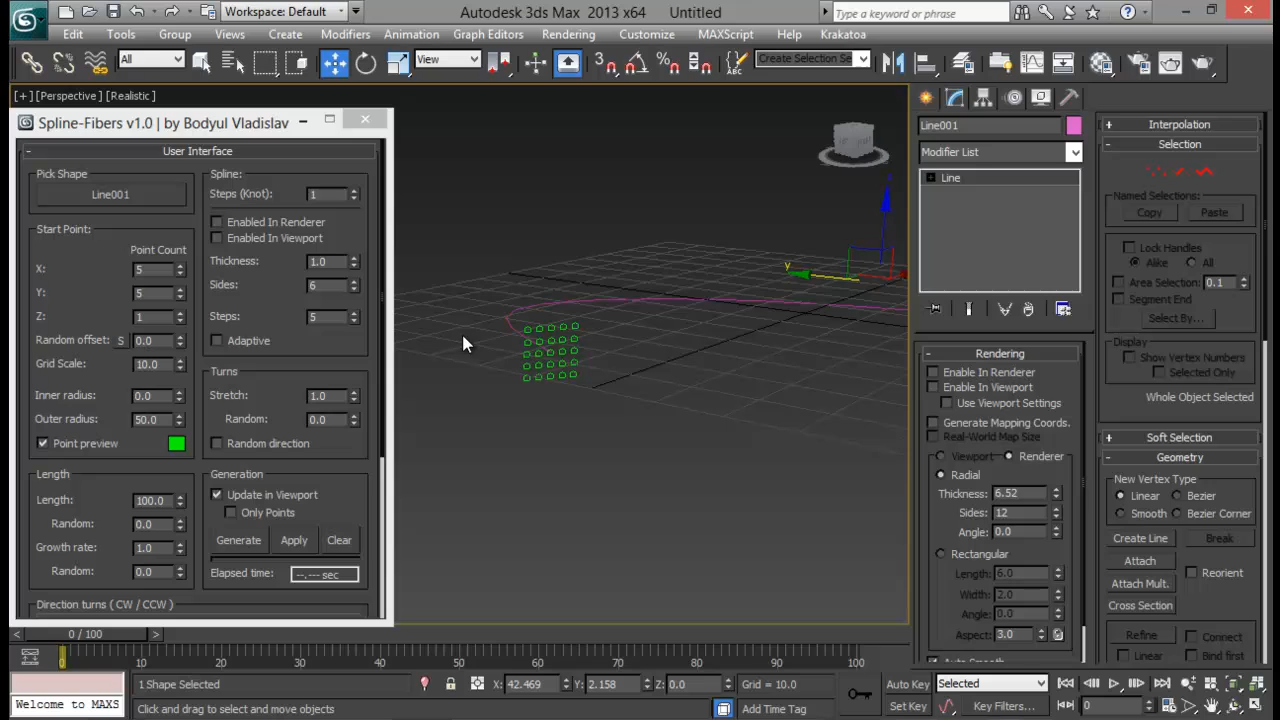 Workspace: Default
Autodesk 3ds Max 2013 x64 Untitled
Type a keyword or phrase
Edit Tools Group Views Create Modifiers Animation Graph Editors Rendering Customize MAXScript Help Krakatoa
All
View
Create Selection Se
[+] [Perspective] [Realistic]
Spline-Fibers v1.0 | by Bodyul Vladislav
User Interface
Pick Shape
Line001
Start Point:
Point Count
X: 5
Y: 5
Z: 1
Random offset: S 0.0
Grid Scale: 10.0
Inner radius: 0.0
Outer radius: 50.0
Point preview
Length
Length: 100.0
Random: 0.0
Growth rate: 1.0
Random: 0.0
Direction turns ( CW / CCW )
Spline:
Steps (Knot): 1
Enabled In Renderer
Enabled In Viewport
Thickness: 1.0
Sides: 6
Steps: 5
Adaptive
Turns
Stretch: 1.0
Random: 0.0
Random direction
Generation
Update in Viewport
Only Points
Generate Apply Clear
Elapsed time: --.--- sec
y
Line001
Modifier List
Line
Rendering
Enable In Renderer
Enable In Viewport
Use Viewport Settings
Generate Mapping Coords.
Real-World Map Size
Viewport Renderer
Radial
Thickness: 6.52
Sides: 12
Angle: 0.0
Rectangular
Length: 6.0
Width: 2.0
Angle: 0.0
Aspect: 3.0
Auto Smooth
Interpolation
Selection
Named Selections:
Copy Paste
Lock Handles
Alike All
Area Selection: 0.1
Segment End
Select By...
Display
Show Vertex Numbers
Selected Only
Whole Object Selected
Soft Selection
Geometry
New Vertex Type
Linear Bezier
Smooth Bezier Corner
Create Line Break
Attach Reorient
Attach Mult.
Cross Section
Refine Connect
Linear Bind first
0 / 100
0 10 20 30 40 50 60 70 80 90 100
1 Shape Selected
X: 42.469 Y: 2.158 Z: 0.0 Grid = 10.0
Auto Key Selected
Welcome to MAXS
Click and drag to select and move objects
Add Time Tag
Set Key Key Filters... 0